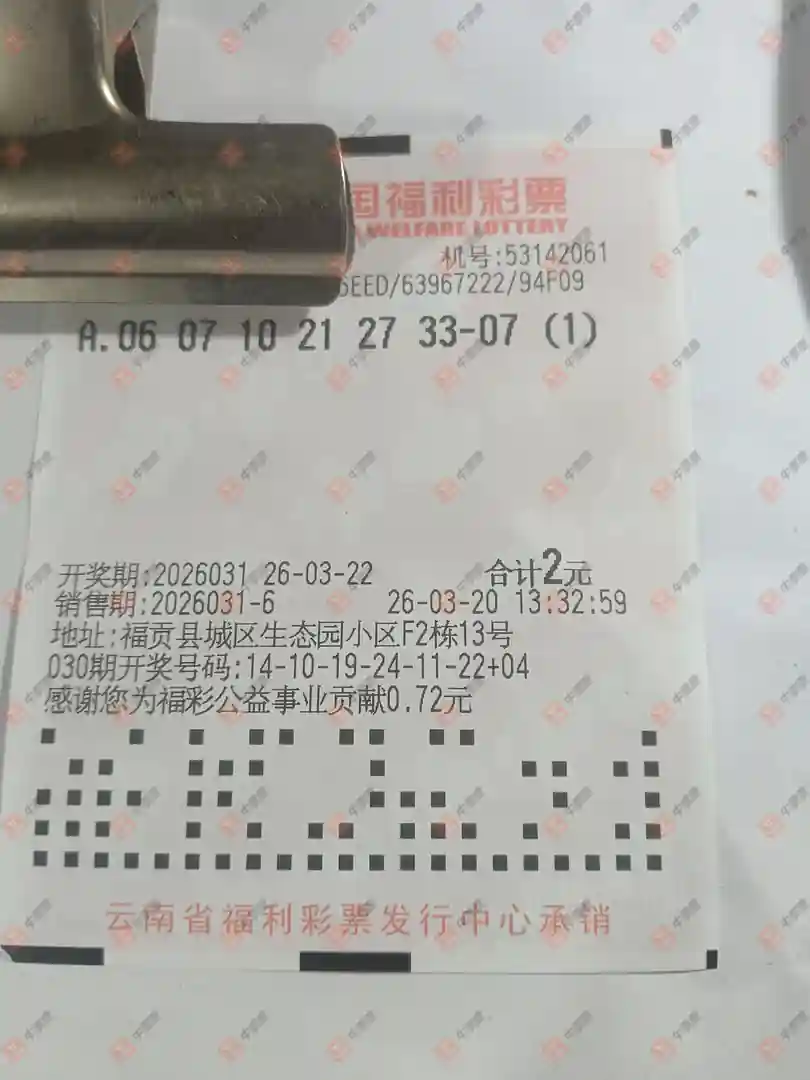 国福利彩票
WELFARE LOTTERY
机号:53142061
SEED/63967222/94F09
A.06 07 10 21 27 33-07 (1)
开奖期:2026031 26-03-22 合计2元
销售期:2026031-6 26-03-20 13:32:59
地址:福贡县城区生态园小区F2栋13号
030期开奖号码:14-10-19-24-11-22+04
感谢您为福彩公益事业贡献0.72元
云南省福利彩票发行中心承销